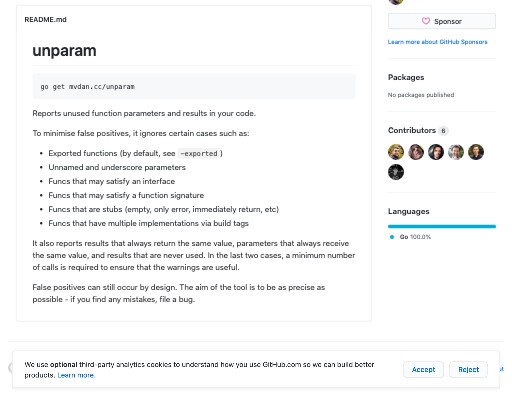 README.md
unparam
go get mvdan.cc/unparam
Reports unused function parameters and results in your code.
To minimise false positives, it ignores certain cases such as:
• Exported functions (by default, see -exported)
• Unnamed and underscore parameters
• Funcs that may satisfy an interface
• Funcs that may satisfy a function signature
• Funcs that are stubs (empty, only error, immediately return, etc)
• Funcs that have multiple implementations via build tags
It also reports results that always return the same value, parameters that always receive
the same value, and results that are never used. In the last two cases, a minimum number
of calls is required to ensure that the warnings are useful.
False positives can still occur by design. The aim of the tool is to be as precise as
possible - if you find any mistakes, file a bug.
Sponsor
Learn more about GitHub Sponsors
Packages
No packages published
Contributors 6
Languages
Go 100.0%
We use optional third-party analytics cookies to understand how you use GitHub.com so we can build better
products. Learn more.
Accept
Reject